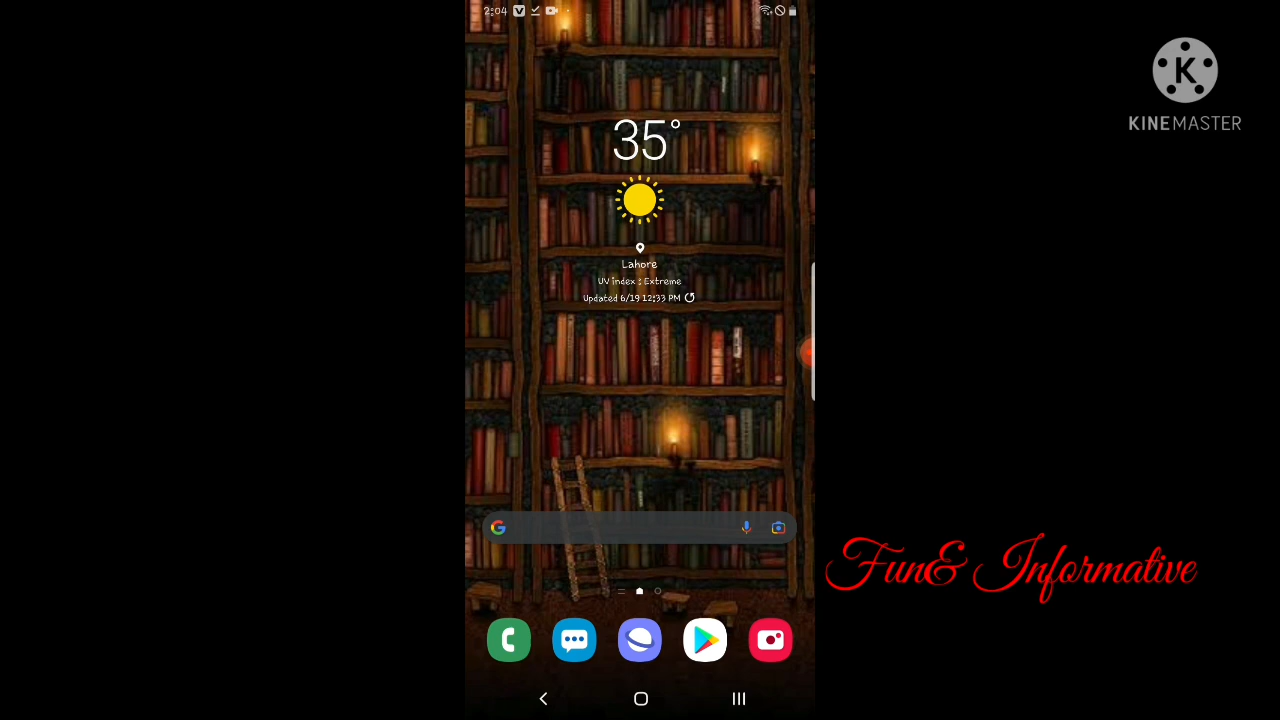 2:04
35°
Lahore
UV index : Extreme
Updated 6/19 12:33 PM
K
KINEMASTER
Fun& Informative